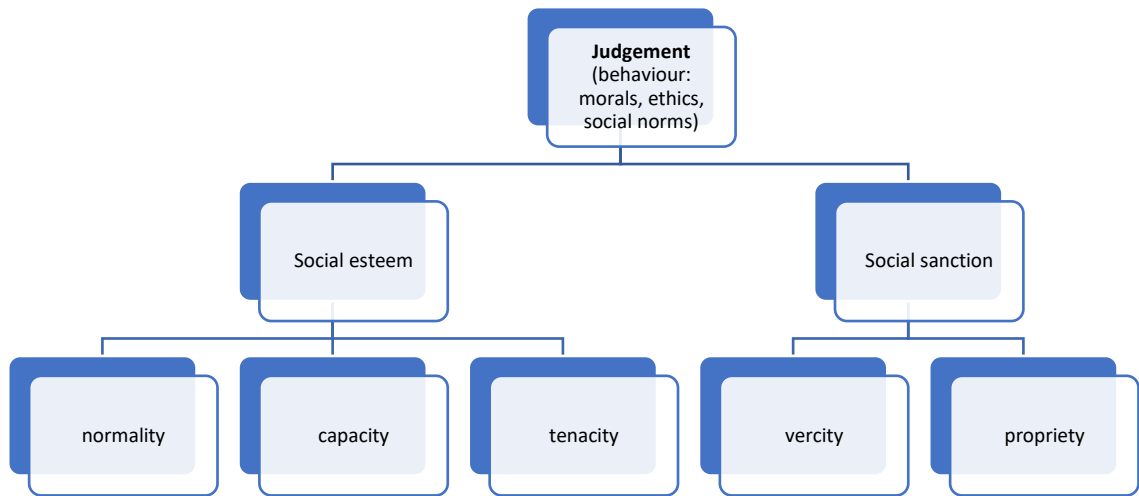 Judgement
(behaviour:
morals, ethics,
social norms)
Social esteem
Social sanction
normality
capacity
tenacity
vercity
propriety